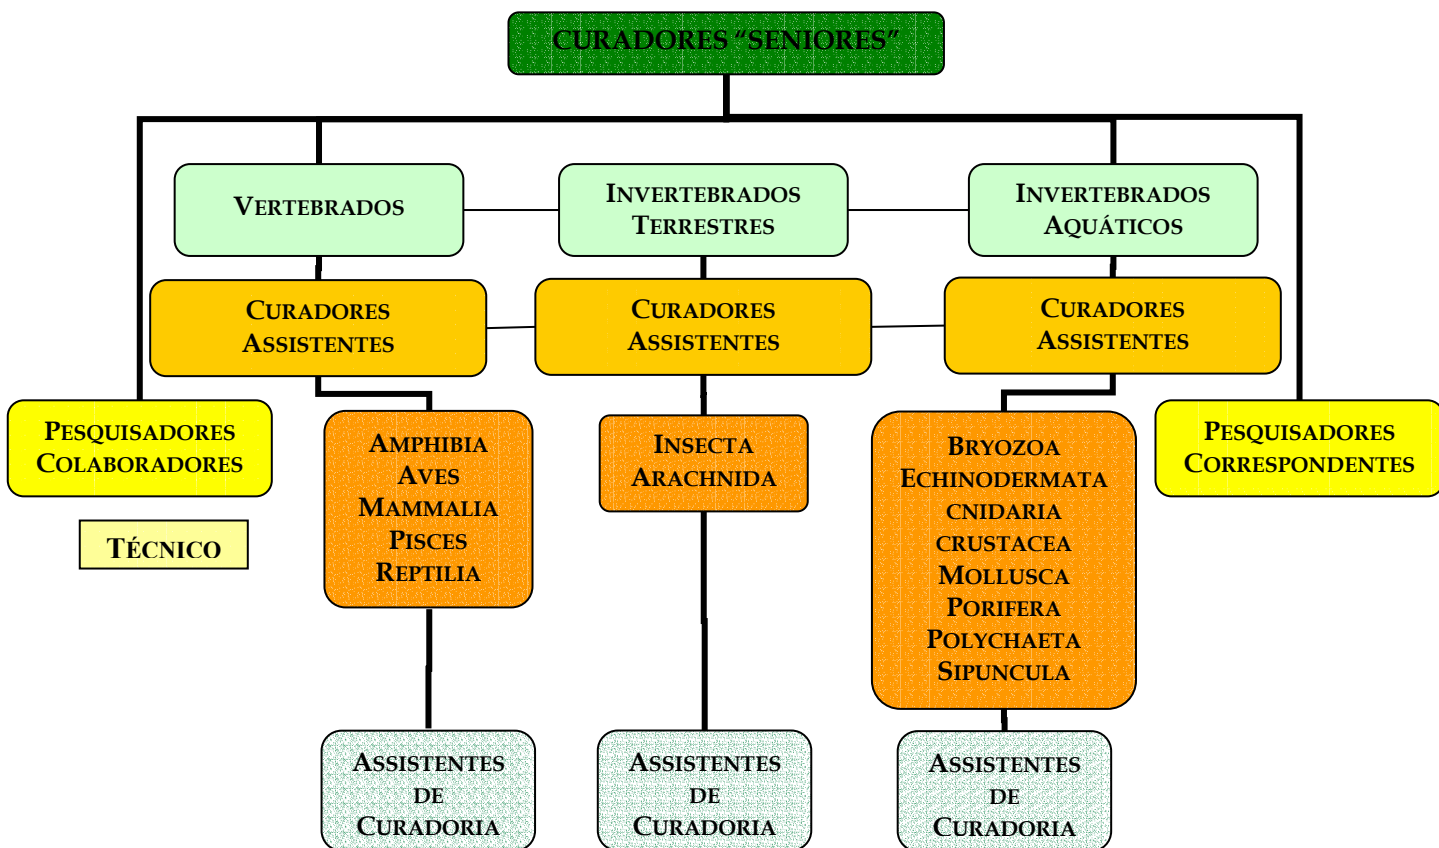 CURADORES “SENIORES”
VERTEBRADOS
INVERTEBRADOS
TERRESTRES
INVERTEBRADOS
AQUÁTICOS
CURADORES
ASSISTENTES
CURADORES
ASSISTENTES
CURADORES
ASSISTENTES
PESQUISADORES
COLABORADORES
TÉCNICO
AMPHIBIA
AVES
MAMMALIA
PISCES
REPTILIA
INSECTA
ARACHNIDA
BRYOZOA
ECHINODERMATA
CNIDARIA
CRUSTACEA
MOLLUSCA
PORIFERA
POLYCHAETA
SIPUNCULA
PESQUISADORES
CORRESPONDENTES
ASSISTENTES
DE
CURADORIA
ASSISTENTES
DE
CURADORIA
ASSISTENTES
DE
CURADORIA